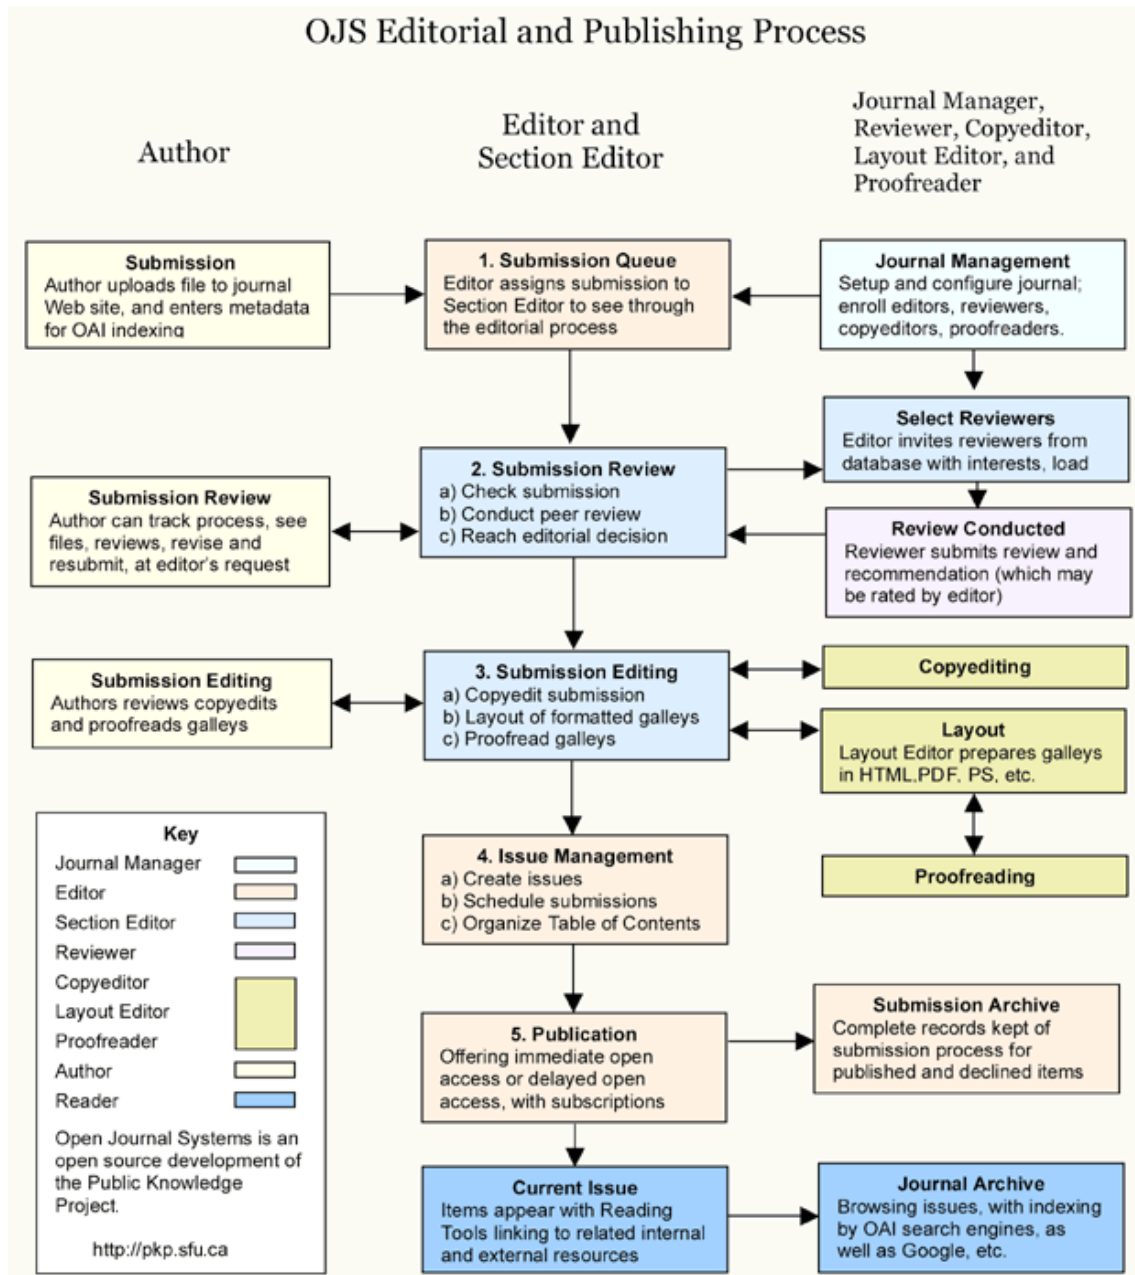 OJS Editorial and Publishing Process
Author
Editor and
Section Editor
Journal Manager,
Reviewer, Copyeditor,
Layout Editor, and
Proofreader
Submission
Author uploads file to journal
Web site, and enters metadata
for OAI indexing
1. Submission Queue
Editor assigns submission to
Section Editor to see through
the editorial process
Journal Management
Setup and configure journal;
enroll editors, reviewers,
copyeditors, proofreaders.
Select Reviewers
Editor invites reviewers from
database with interests, load
2. Submission Review
a) Check submission
b) Conduct peer review
c) Reach editorial decision
Submission Review
Author can track process, see
files, reviews, revise and
resubmit, at editor's request
Review Conducted
Reviewer submits review and
recommendation (which may
be rated by editor)
Submission Editing
Authors reviews copyedits
and proofreads galleys
3. Submission Editing
a) Copyedit submission
b) Layout of formatted galleys
c) Proofread galleys
Copyediting
Layout
Layout Editor prepares galleys
in HTML,PDF, PS, etc.
Proofreading
4. Issue Management
a) Create issues
b) Schedule submissions
c) Organize Table of Contents
5. Publication
Offering immediate open
access or delayed open
access, with subscriptions
Submission Archive
Complete records kept of
submission process for
published and declined items
Current Issue
Items appear with Reading
Tools linking to related internal
and external resources
Journal Archive
Browsing issues, with indexing
by OAI search engines, as
well as Google, etc.
Key
Journal Manager
Editor
Section Editor
Reviewer
Copyeditor
Layout Editor
Proofreader
Author
Reader
Open Journal Systems is an
open source development of
the Public Knowledge
Project.
http://pkp.sfu.ca